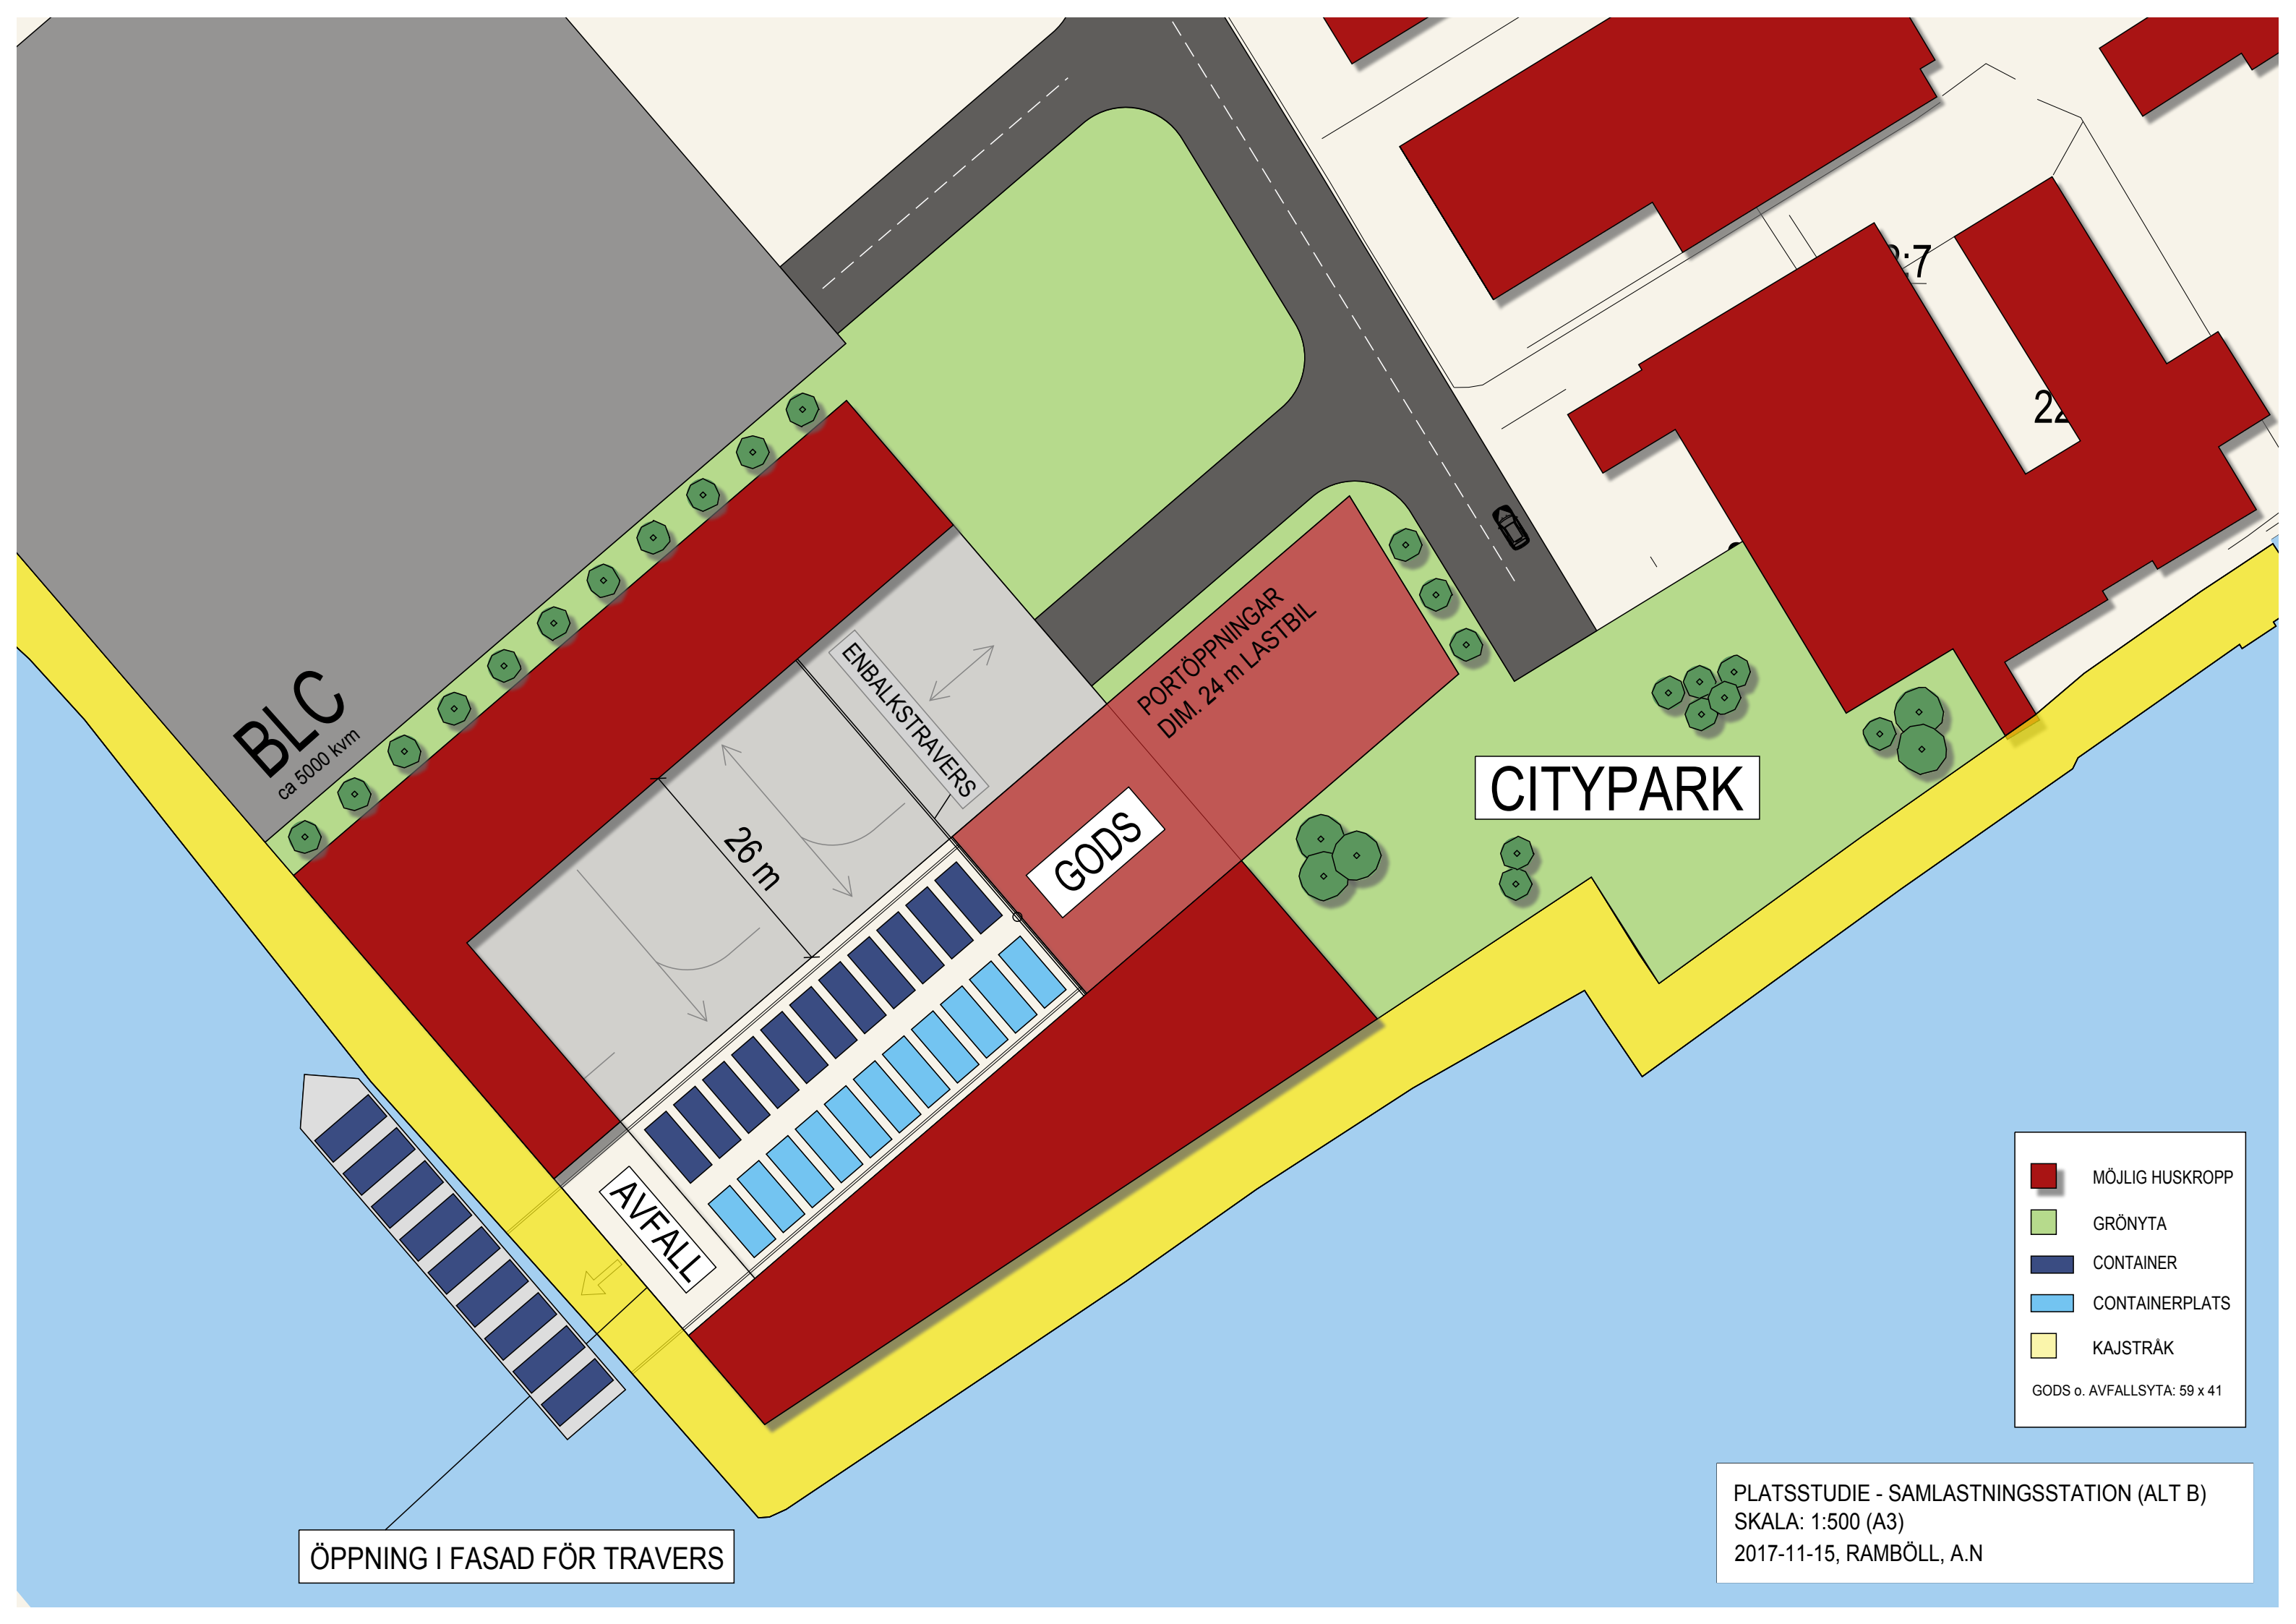 BLC
ca 5000 kvm
ENBALKSTRAVERS
26 m
PORTÖPPNINGAR
DIM. 24 m LASTBIL
GODS
CITYPARK
AVFALL
ÖPPNING I FASAD FÖR TRAVERS
MÖJLIG HUSKROPP
GRÖNYTA
CONTAINER
CONTAINERPLATS
KAJSTRÅK
GODS o. AVFALLSYTA: 59 x 41
PLATSSTUDIE - SAMLASTNINGSSTATION (ALT B)
SKALA: 1:500 (A3)
2017-11-15, RAMBÖLL, A.N